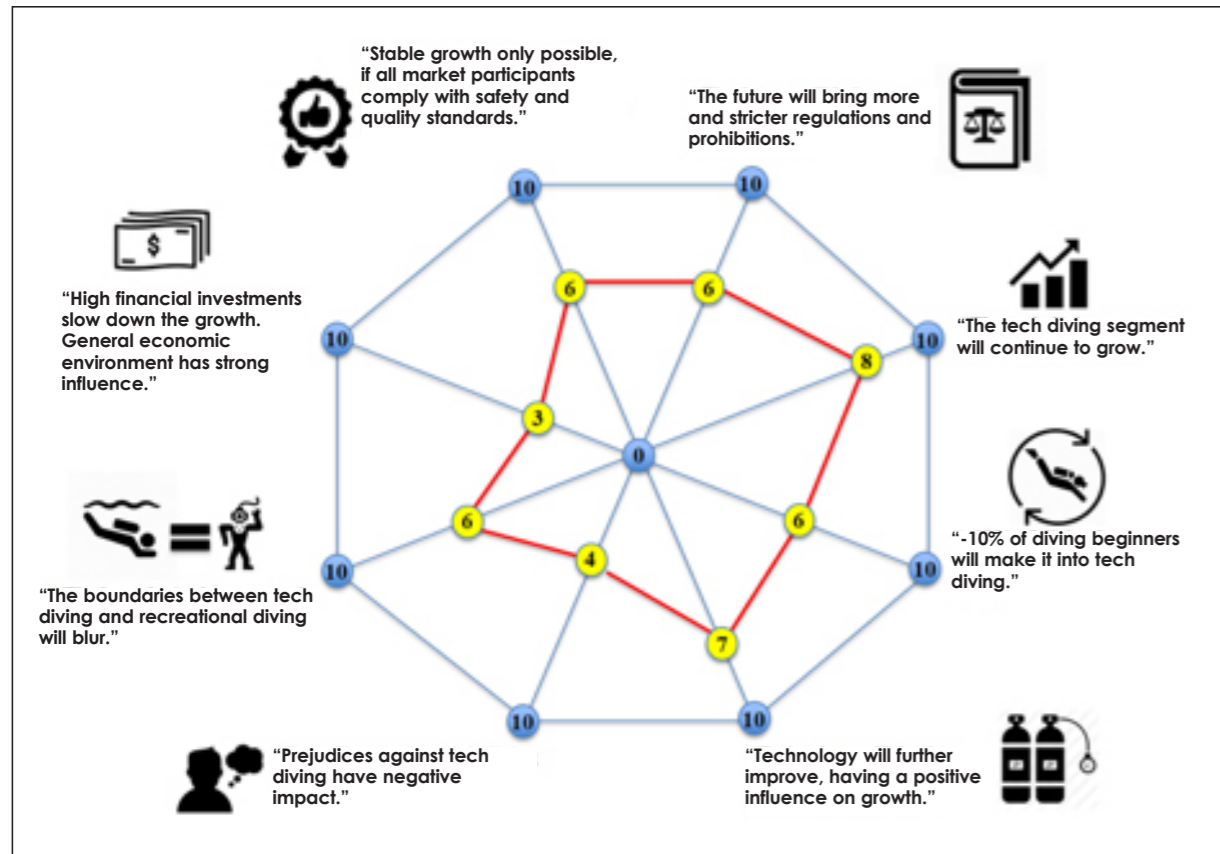 “Stable growth only possible,
if all market participants
comply with safety and
quality standards.”
“The future will bring more
and stricter regulations and
prohibitions.”
10
10
$
“High financial investments
slow down the growth.
General economic
environment has strong
influence.”
6
6
10
10
“The tech diving segment
will continue to grow.”
8
3
0
6
6
“-10% of diving beginners
will make it into tech
diving.”
4
10
10
“The boundaries between tech
diving and recreational diving
will blur.”
7
10
10
“Prejudices against tech
diving have negative
impact.”
“Technology will further
improve, having a positive
influence on growth.”